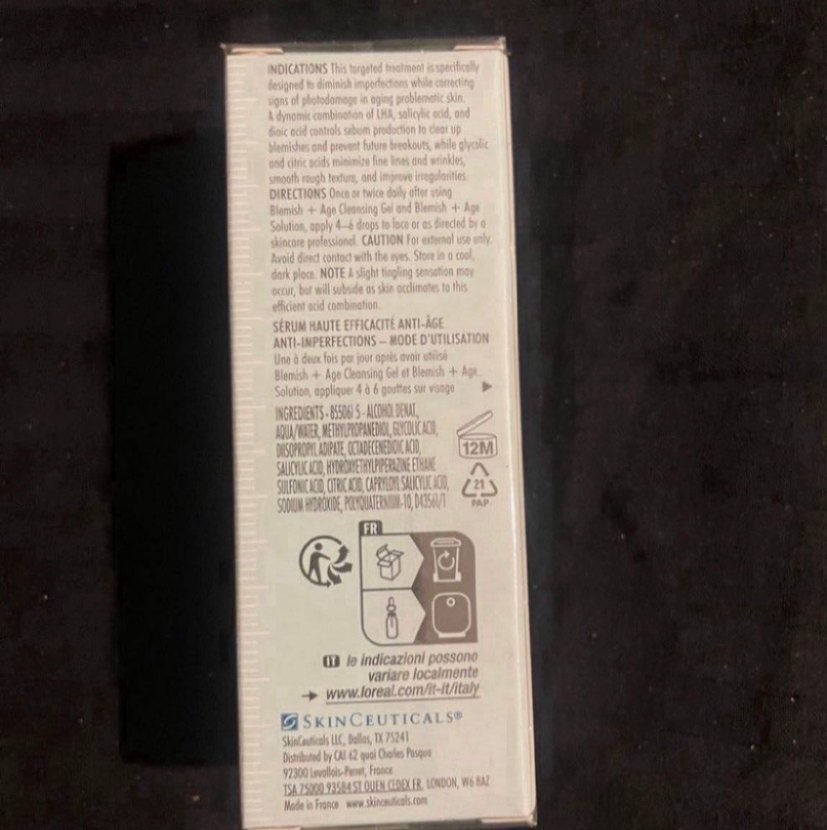 INDICATIONS This targeted treatment is specifically
designed to diminish imperfections while correcting
signs of photodamage in aging problematic skin.
A dynamic combination of LHA, salicylic acid, and
dioic acid controls sebum production to clear up
blemishes and prevent future breakouts, while glycolic
and citric acids minimize fine lines and wrinkles,
smooth rough texture, and improve irregularities.
DIRECTIONS Once or twice daily after using
Blemish + Age Cleansing Gel and Blemish + Age
Solution, apply 4–6 drops to face or as directed by a
skincare professional. CAUTION For external use only.
Avoid direct contact with the eyes. Store in a cool,
dark place. NOTE A slight tingling sensation may
occur, but will subside as skin acclimates to this
efficient acid combination.
SÉRUM HAUTE EFFICACITÉ ANTI-ÂGE
ANTI-IMPERFECTIONS – MODE D'UTILISATION
Une à deux fois par jour après avoir utilisé
Blemish + Age Cleansing Gel et Blemish + Age
Solution, appliquer 4 à 6 gouttes sur visage
INGREDIENTS - 855061 5 - ALCOHOL DENAT.,
AQUA/WATER, METHYLPROPANEDIOL, GLYCOLIC ACID,
DIISOPROPYL ADIPATE, OCTADECENEDIOIC ACID,
SALICYLIC ACID, HYDROXYETHYLPIPERAZINE ETHANE
SULFONIC ACID, CITRIC ACID, CAPRYLOYL SALICYLIC ACID,
SODIUM HYDROXIDE, POLYQUATERNIUM-10, D43561/1
12M
21
PAP
FR
IT le indicazioni possono
variare localmente
→ www.loreal.com/it-it/italy
SKINCEUTICALS®
SkinCeuticals LLC, Dallas, TX 75241
Distributed by CAI 62 quai Charles Pasqua
92300 Levallois-Perret, France
TSA 75000 93584 ST OUEN CEDEX FR, LONDON, W6 8AZ
Made in France www.skinceuticals.com